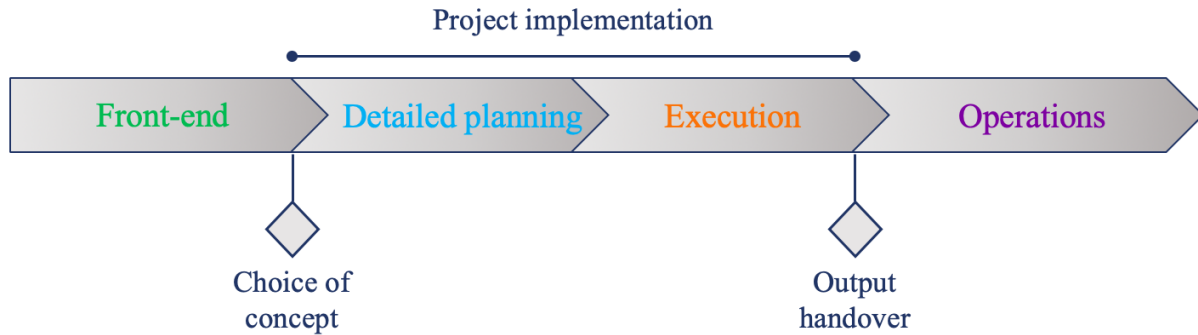 Project implementation
Front-end
Detailed planning
Execution
Operations
Choice of
concept
Output
handover